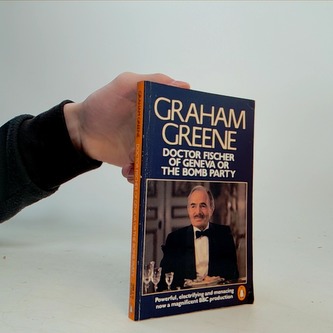 GRAHAM
GREENE
DOCTOR FISCHER
OF GENEVA OR
THE BOMB PARTY
Powerful, electrifying and menacing
now a magnificent BBC production